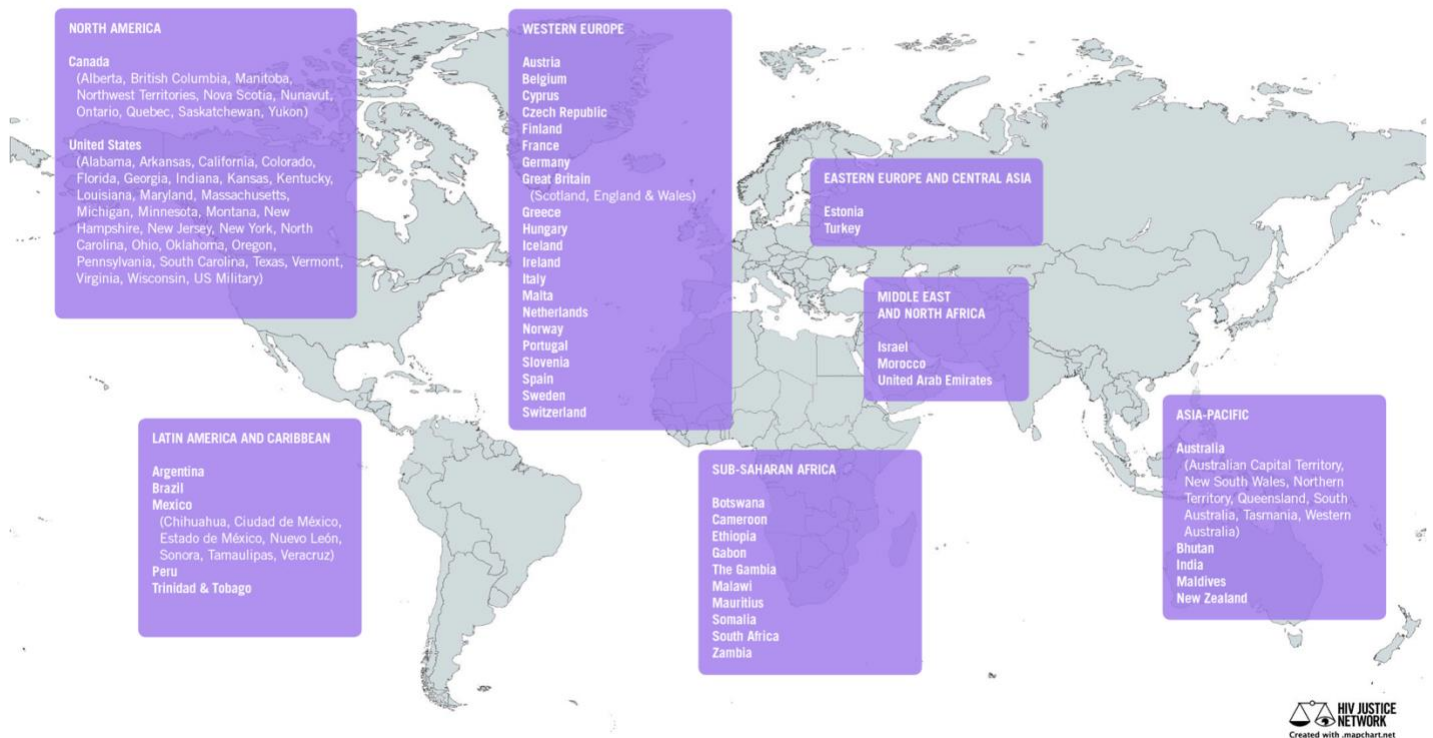 NORTH AMERICA
Canada
(Alberta, British Columbia, Manitoba,
Northwest Territories, Nova Scotia, Nunavut,
Ontario, Quebec, Saskatchewan, Yukon)
United States
(Alabama, Arkansas, California, Colorado,
Florida, Georgia, Indiana, Kansas, Kentucky,
Louisiana, Maryland, Massachusetts,
Michigan, Minnesota, Montana, New
Hampshire, New Jersey, New York, North
Carolina, Ohio, Oklahoma, Oregon,
Pennsylvania, South Carolina, Texas, Vermont,
Virginia, Wisconsin, US Military)
WESTERN EUROPE
Austria
Belgium
Cyprus
Czech Republic
Finland
France
Germany
Great Britain
(Scotland, England & Wales)
Greece
Hungary
Iceland
Ireland
Italy
Malta
Netherlands
Norway
Portugal
Slovenia
Spain
Sweden
Switzerland
EASTERN EUROPE AND CENTRAL ASIA
Estonia
Turkey
MIDDLE EAST
AND NORTH AFRICA
Israel
Morocco
United Arab Emirates
LATIN AMERICA AND CARIBBEAN
Argentina
Brazil
Mexico
(Chihuahua, Ciudad de México,
Estado de México, Nuevo León,
Sonora, Tamaulipas, Veracruz)
Peru
Trinidad & Tobago
SUB-SAHARAN AFRICA
Botswana
Cameroon
Ethiopia
Gabon
The Gambia
Malawi
Mauritius
Somalia
South Africa
Zambia
ASIA-PACIFIC
Australia
(Australian Capital Territory,
New South Wales, Northern
Territory, Queensland, South
Australia, Tasmania, Western
Australia)
Bhutan
India
Maldives
New Zealand
HIV JUSTICE
NETWORK
Created with .mapchart.net